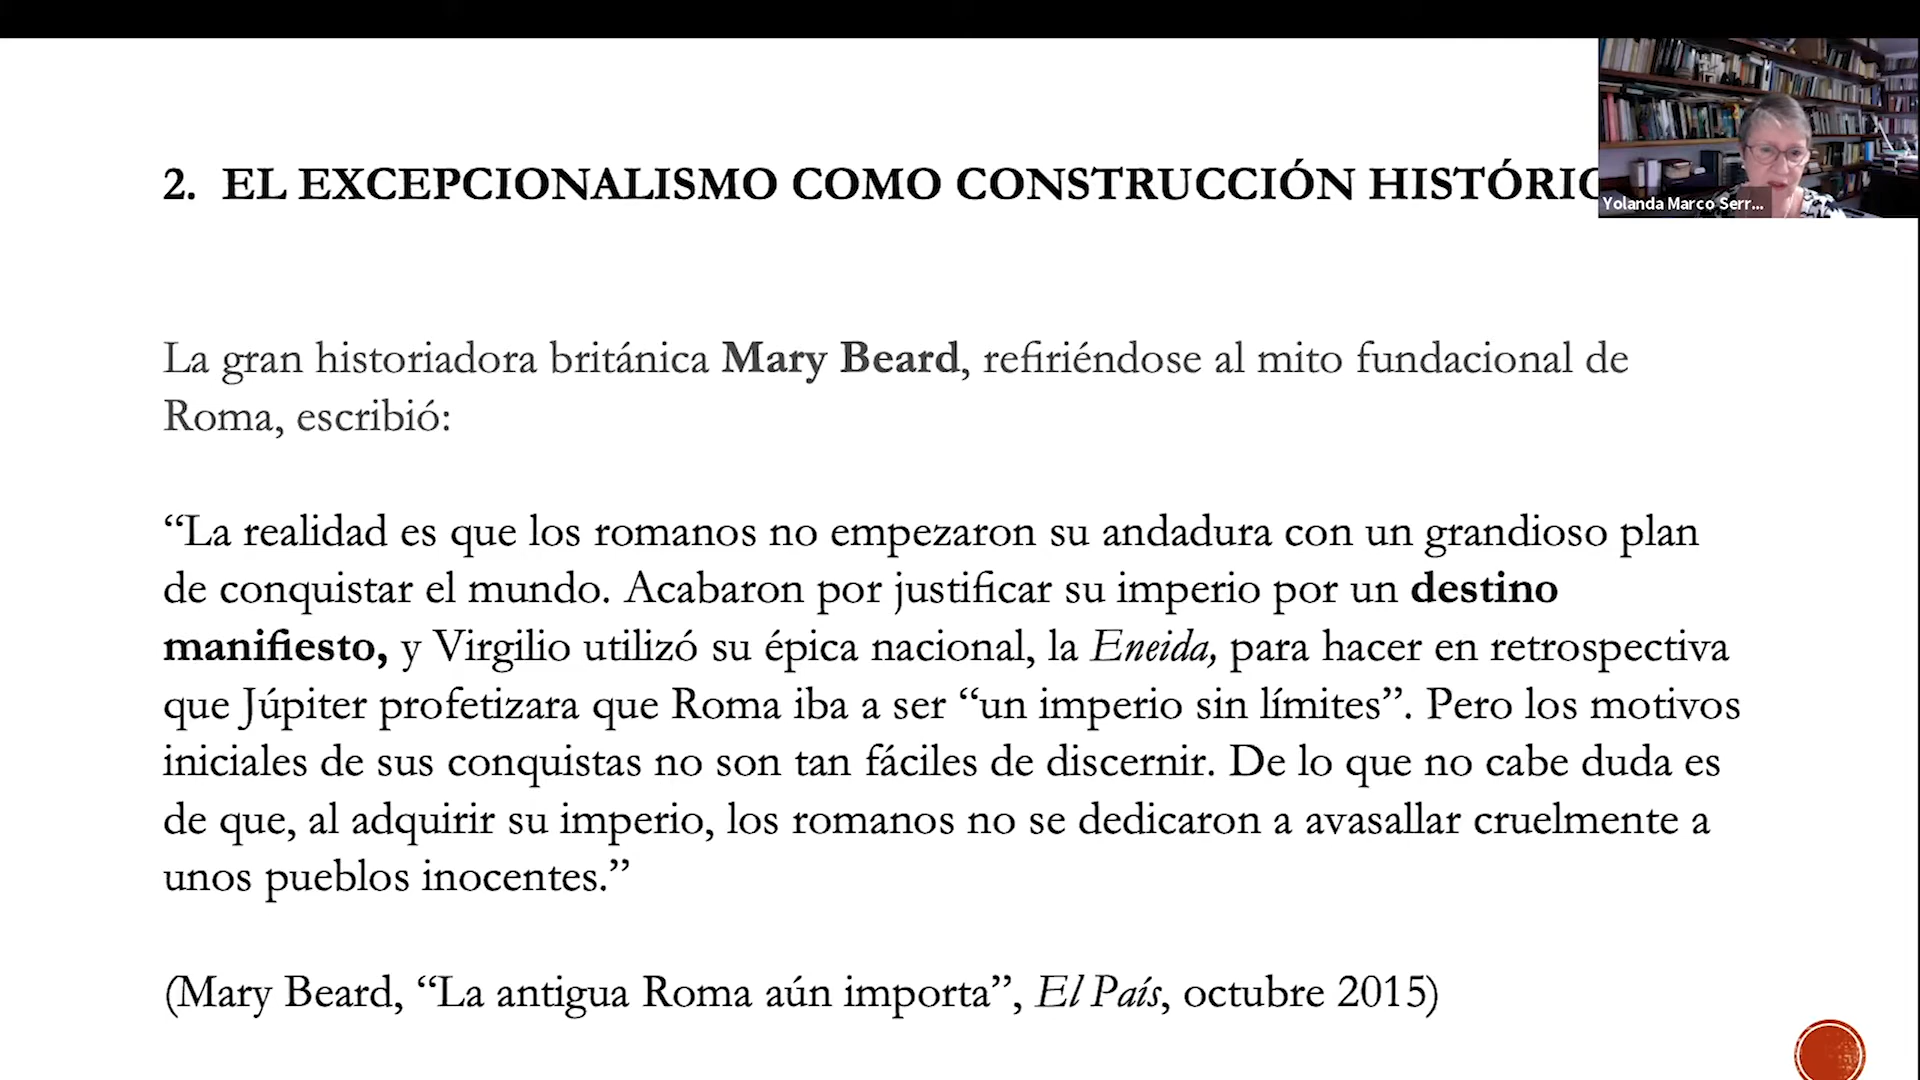 2. EL EXCEPCIONALISMO COMO CONSTRUCCIÓN HISTÓRIC
Yolanda Marco Serr...
La gran historiadora británica Mary Beard, refiriéndose al mito fundacional de
Roma, escribió:
“La realidad es que los romanos no empezaron su andadura con un grandioso plan
de conquistar el mundo. Acabaron por justificar su imperio por un destino
manifiesto, y Virgilio utilizó su épica nacional, la Eneida, para hacer en retrospectiva
que Júpiter profetizara que Roma iba a ser “un imperio sin límites”. Pero los motivos
iniciales de sus conquistas no son tan fáciles de discernir. De lo que no cabe duda es
de que, al adquirir su imperio, los romanos no se dedicaron a avasallar cruelmente a
unos pueblos inocentes.”
(Mary Beard, “La antigua Roma aún importa”, El País, octubre 2015)